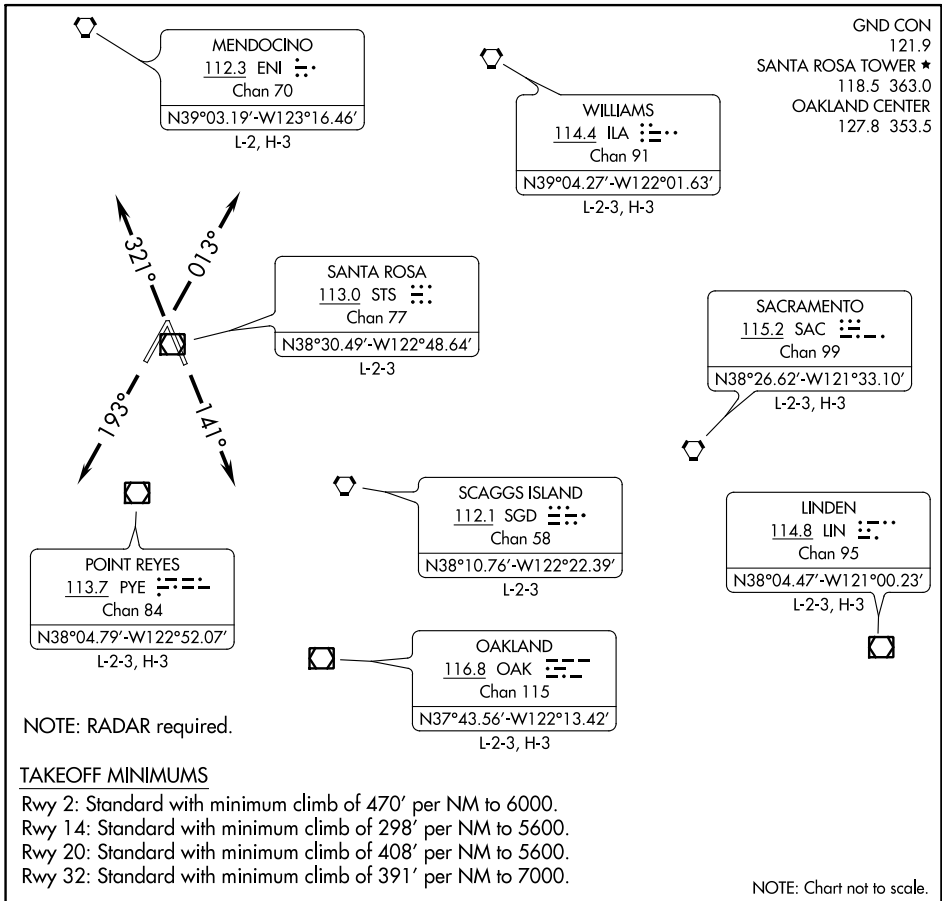 GND CON
121.9
SANTA ROSA TOWER ★
118.5 363.0
OAKLAND CENTER
127.8 353.5
MENDOCINO
112.3 ENI
Chan 70
N39°03.19'-W123°16.46'
L-2, H-3
WILLIAMS
114.4 ILA
Chan 91
N39°04.27'-W122°01.63'
L-2-3, H-3
321°
013°
193°
141°
SANTA ROSA
113.0 STS
Chan 77
N38°30.49'-W122°48.64'
L-2-3
SACRAMENTO
115.2 SAC
Chan 99
N38°26.62'-W121°33.10'
L-2-3, H-3
SCAGGS ISLAND
112.1 SGD
Chan 58
N38°10.76'-W122°22.39'
L-2-3
LINDEN
114.8 LIN
Chan 95
N38°04.47'-W121°00.23'
L-2-3, H-3
POINT REYES
113.7 PYE
Chan 84
N38°04.79'-W122°52.07'
L-2-3, H-3
OAKLAND
116.8 OAK
Chan 115
N37°43.56'-W122°13.42'
L-2-3, H-3
NOTE: RADAR required.
TAKEOFF MINIMUMS
Rwy 2: Standard with minimum climb of 470' per NM to 6000.
Rwy 14: Standard with minimum climb of 298' per NM to 5600.
Rwy 20: Standard with minimum climb of 408' per NM to 5600.
Rwy 32: Standard with minimum climb of 391' per NM to 7000.
NOTE: Chart not to scale.